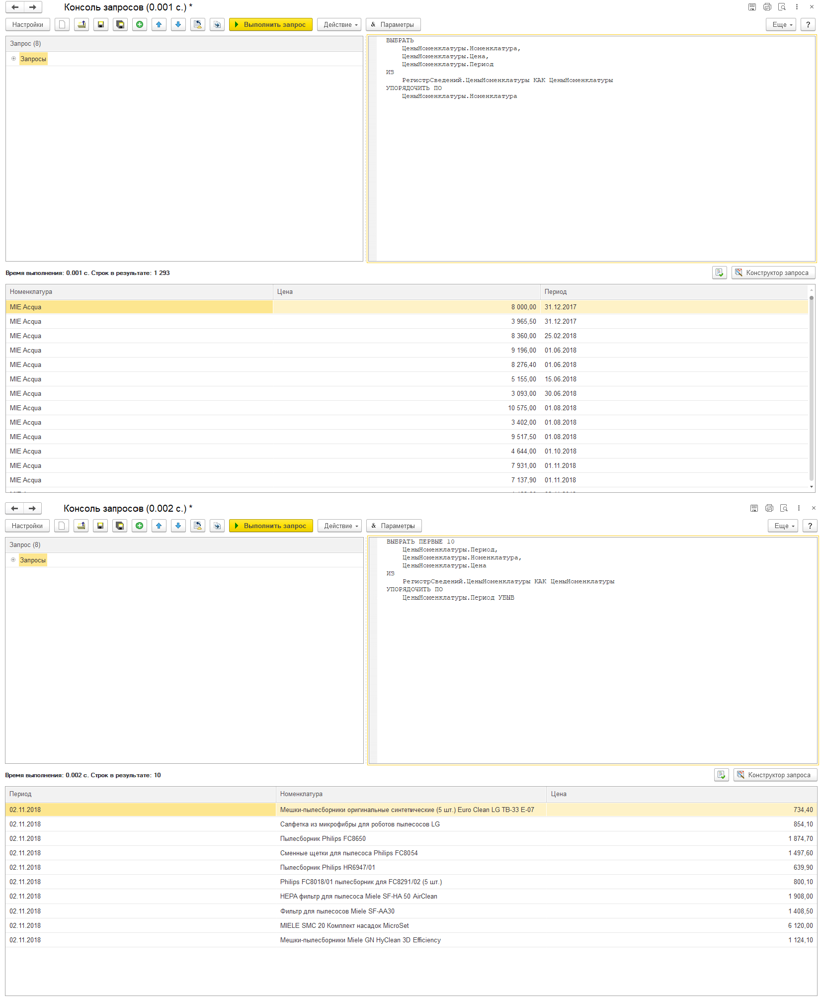 Консоль запросов (0.001 с.) *
Настройки
Выполнить запрос
Действие
& Параметры
Еще
?
Запрос (8)
Запросы
ВЫБРАТЬ
ЦеныНоменклатуры.Номенклатура,
ЦеныНоменклатуры.Цена,
ЦеныНоменклатуры.Период
ИЗ
РегистрСведений.ЦеныНоменклатуры КАК ЦеныНоменклатуры
УПОРЯДОЧИТЬ ПО
ЦеныНоменклатуры.Номенклатура
Время выполнения: 0.001 с. Строк в результате: 1 293
Конструктор запроса
Номенклатура Цена Период
MIE Acqua 8 000,00 31.12.2017
MIE Acqua 3 965,50 31.12.2017
MIE Acqua 8 360,00 25.02.2018
MIE Acqua 9 196,00 01.06.2018
MIE Acqua 8 276,40 01.06.2018
MIE Acqua 5 155,00 15.06.2018
MIE Acqua 3 093,00 30.06.2018
MIE Acqua 10 575,00 01.08.2018
MIE Acqua 3 402,00 01.08.2018
MIE Acqua 9 517,50 01.08.2018
MIE Acqua 4 644,00 01.10.2018
MIE Acqua 7 931,00 01.11.2018
MIE Acqua 7 137,90 01.11.2018
Консоль запросов (0.002 с.) *
Настройки
Выполнить запрос
Действие
& Параметры
Еще
?
Запрос (8)
Запросы
ВЫБРАТЬ ПЕРВЫЕ 10
ЦеныНоменклатуры.Период,
ЦеныНоменклатуры.Номенклатура,
ЦеныНоменклатуры.Цена
ИЗ
РегистрСведений.ЦеныНоменклатуры КАК ЦеныНоменклатуры
УПОРЯДОЧИТЬ ПО
ЦеныНоменклатуры.Период УБЫВ
Время выполнения: 0.002 с. Строк в результате: 10
Конструктор запроса
Период Номенклатура Цена
02.11.2018 Мешки-пылесборники оригинальные синтетические (5 шт.) Euro Clean LG TB-33 E-07 734,40
02.11.2018 Салфетка из микрофибры для роботов пылесосов LG 854,10
02.11.2018 Пылесборник Philips FC8650 1 874,70
02.11.2018 Сменные щетки для пылесоса Philips FC8054 1 497,60
02.11.2018 Пылесборник Philips HR6947/01 639,90
02.11.2018 Philips FC8018/01 пылесборник для FC8291/02 (5 шт.) 800,10
02.11.2018 HEPA фильтр для пылесоса Miele SF-HA 50 AirClean 1 908,00
02.11.2018 Фильтр для пылесосов Miele SF-AA30 1 408,50
02.11.2018 MIELE SMC 20 Комплект насадок MicroSet 6 120,00
02.11.2018 Мешки-пылесборники Miele GN HyClean 3D Efficiency 1 124,10